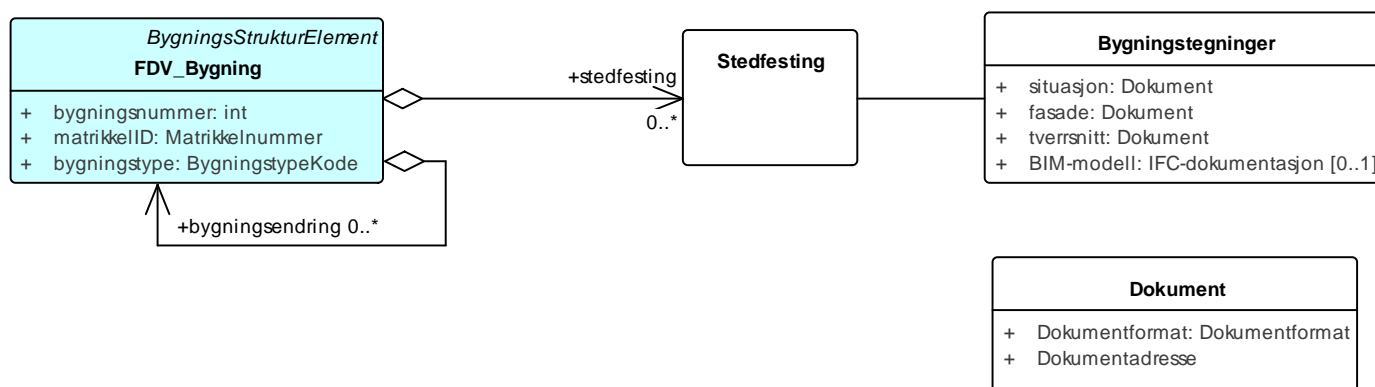 BygningsStrukturElement
FDV_Bygning
+ bygningsnummer: int
+ matrikkelID: Matrikkelnummer
+ bygningstype: BygningstypeKode
+bygningsendring 0..*
+stedfesting
0..*
Stedfesting
Bygningstegninger
+ situasjon: Dokument
+ fasade: Dokument
+ tverrsnitt: Dokument
+ BIM-modell: IFC-dokumentasjon [0..1]
Dokument
+ Dokumentformat: Dokumentformat
+ Dokumentadresse